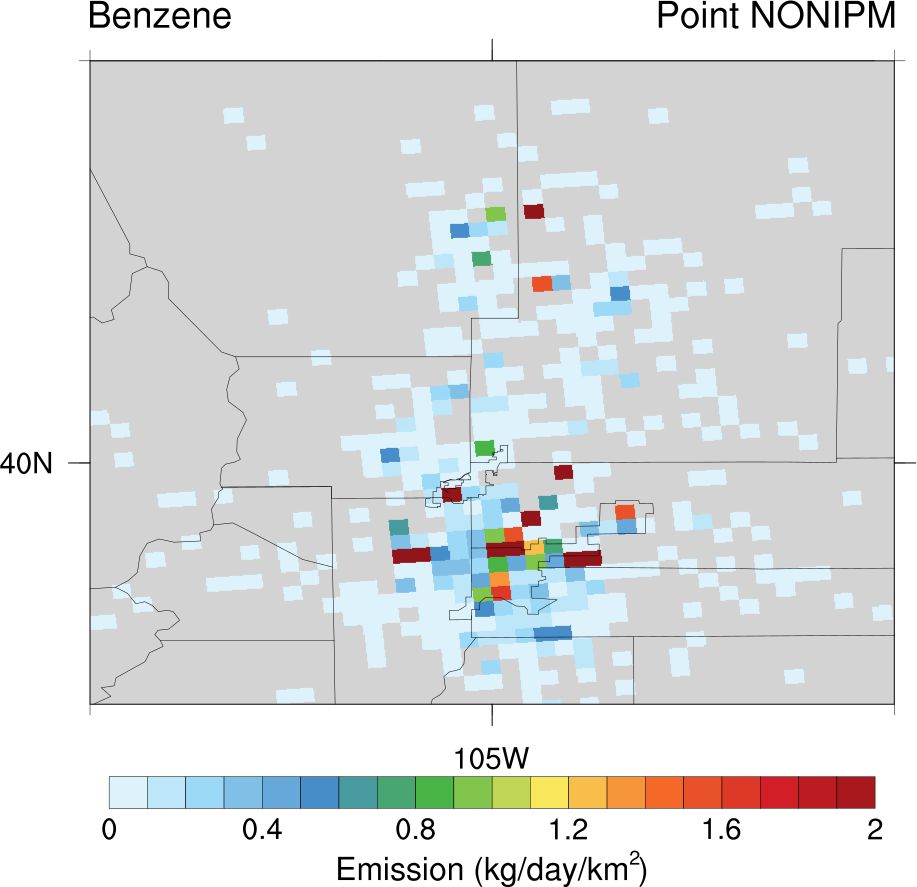 Benzene Point NONIPM
40N
105W
0 0.4 0.8 1.2 1.6 2
Emission (kg/day/km²)